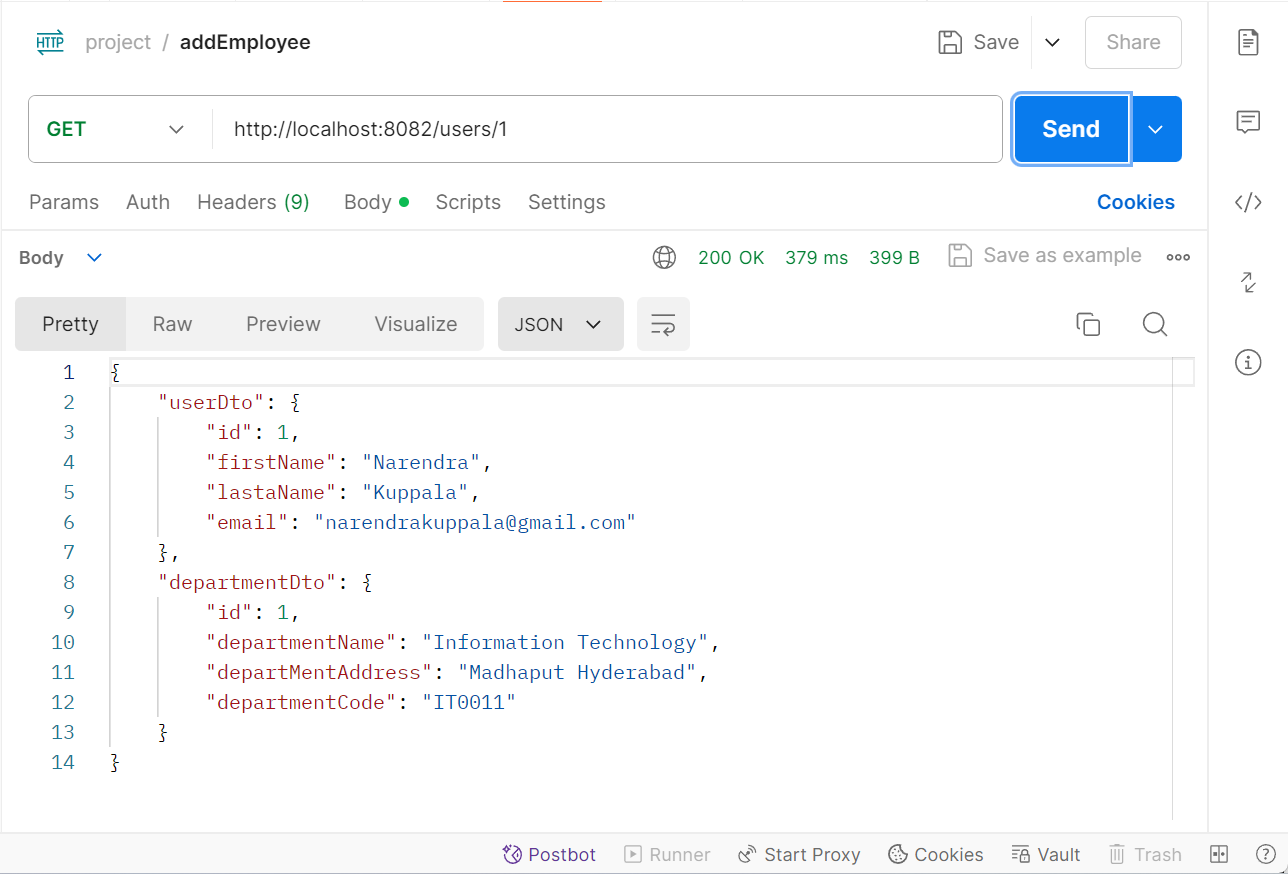 HTTP project / addEmployee Save Share
GET http://localhost:8082/users/1 Send
Params Auth Headers (9) Body Scripts Settings Cookies
Body 200 OK 379 ms 399 B Save as example
Pretty Raw Preview Visualize JSON
1 {
2 "userDto": {
3 "id": 1,
4 "firstName": "Narendra",
5 "lastaName": "Kuppala",
6 "email": "narendrakuppala@gmail.com"
7 },
8 "departmentDto": {
9 "id": 1,
10 "departmentName": "Information Technology",
11 "departMentAddress": "Madhaput Hyderabad",
12 "departmentCode": "IT0011"
13 }
14 }
Postbot Runner Start Proxy Cookies Vault Trash